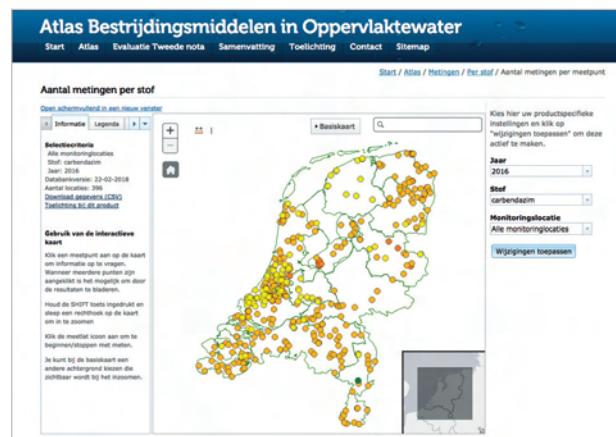 Atlas Bestrijdingsmiddelen in Oppervlaktewater
Start Atlas Evaluatie Tweede nota Samenvatting Toelichting Contact Sitemap
Start / Atlas / Metingen / Per stof / Aantal metingen per meetpunt
Aantal metingen per stof
Open schermvullend in een nieuw venster
Informatie Legenda
Selectiecriteria
Alle monitoringlocaties
Stof: carbendazim
Jaar: 2016
Databankversie: 22-02-2018
Aantal locaties: 396
Download gegevens (CSV)
Toelichting bij dit product
Gebruik van de interactieve
kaart
Klik een meetpunt aan op de kaart
om informatie op te vragen.
Wanneer meerdere punten zijn
aangeklikt is het mogelijk om door
de resultaten te bladeren.
Houd de SHIFT toets ingedrukt en
sleep een rechthoek op de kaart
om in te zoomen
Klik de meetlat icoon aan om te
beginnen/stoppen met meten.
Je kunt bij de basiskaart een
andere achtergrond kiezen die
zichtbaar wordt bij het inzoomen.
+
−
Basiskaart
Kies hier uw productspecifieke
instellingen en klik op
"wijzigingen toepassen" om deze
actief te maken.
Jaar
2016
Stof
carbendazim
Monitoringslocatie
Alle monitoringlocaties
Wijzigingen toepassen